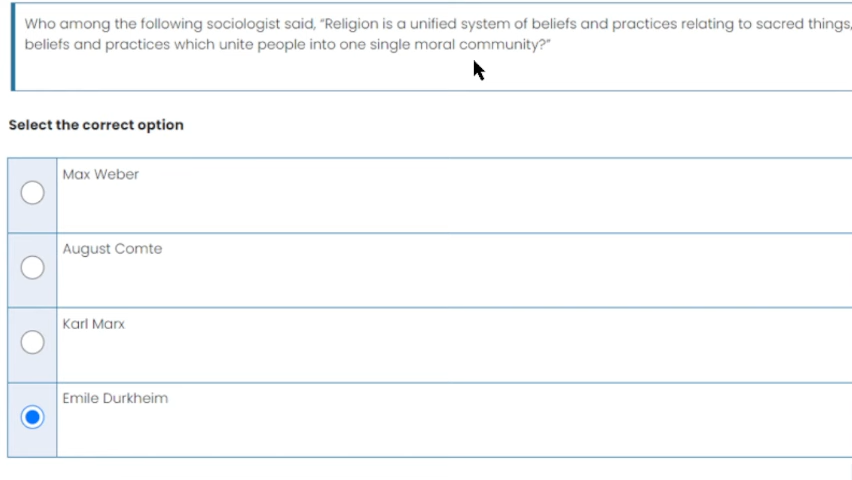 Who among the following sociologist said, “Religion is a unified system of beliefs and practices relating to sacred things,
beliefs and practices which unite people into one single moral community?”
Select the correct option
Max Weber
August Comte
Karl Marx
Emile Durkheim